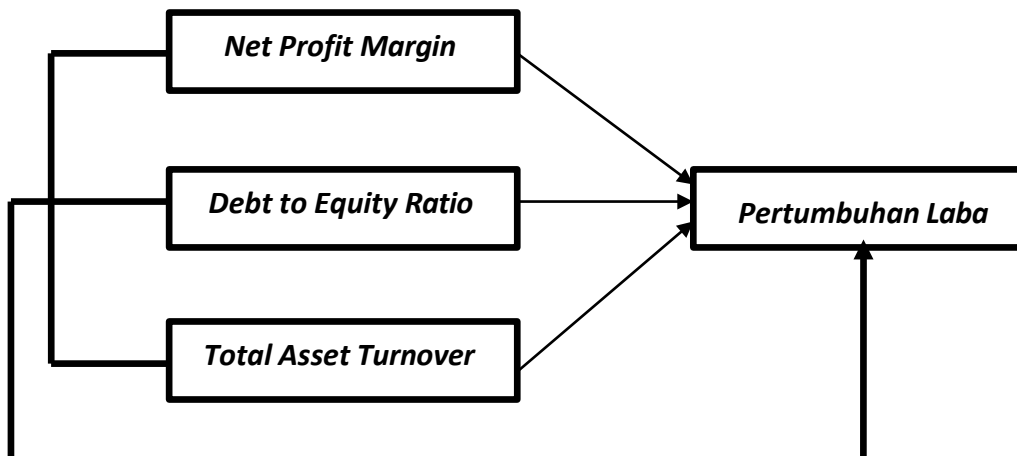 Net Profit Margin
Debt to Equity Ratio
Pertumbuhan Laba
Total Asset Turnover